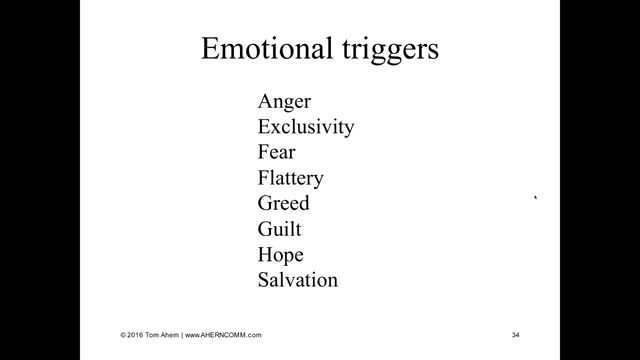 Emotional triggers
Anger
Exclusivity
Fear
Flattery
Greed
Guilt
Hope
Salvation
© 2016 Tom Ahern | www.AHERNCOMM.com
34